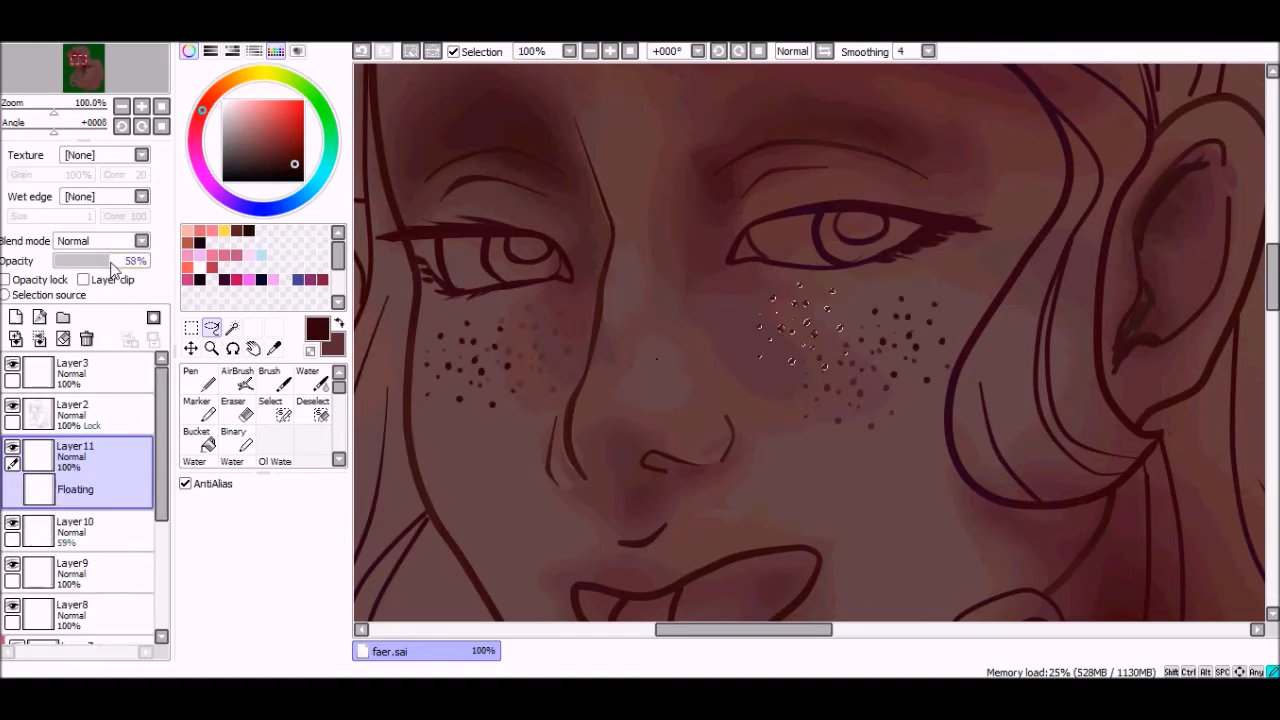 Selection 100% +000° Normal Smoothing 4
Zoom 100.0%
Angle +0008
Texture [None]
Grain 100% Contr 20
Wet edge [None]
Size 1 Contr 100
Blend mode Normal
Opacity 58%
Opacity lock Layer clip
Selection source
Layer3
Normal
100%
Layer2
Normal
100% Lock
Layer11
Normal
100%
Floating
Layer10
Normal
59%
Layer9
Normal
100%
Layer8
Normal
100%
Pen AirBrush Brush Water
Marker Eraser Select Deselect
Bucket Binary
Water Water Ol Wate
AntiAlias
faer.sai 100%
Memory load:25% (528MB / 1130MB) Shift Ctrl Alt SPC Any